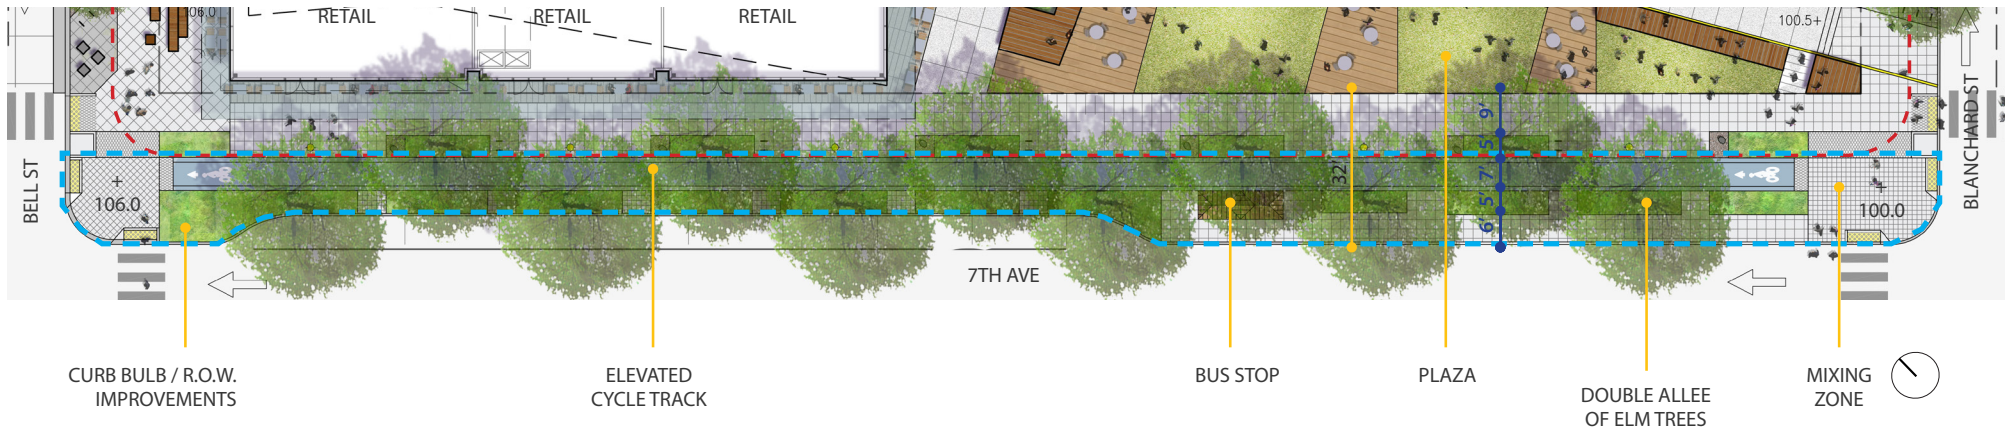 106.0
RETAIL
RETAIL
RETAIL
100.5+
BELL ST
BLANCHARD ST
9'
5'
7'
5'
6'
32'
+
106.0
+
100.0
7TH AVE
CURB BULB / R.O.W.
IMPROVEMENTS
ELEVATED
CYCLE TRACK
BUS STOP
PLAZA
DOUBLE ALLEE
OF ELM TREES
MIXING
ZONE